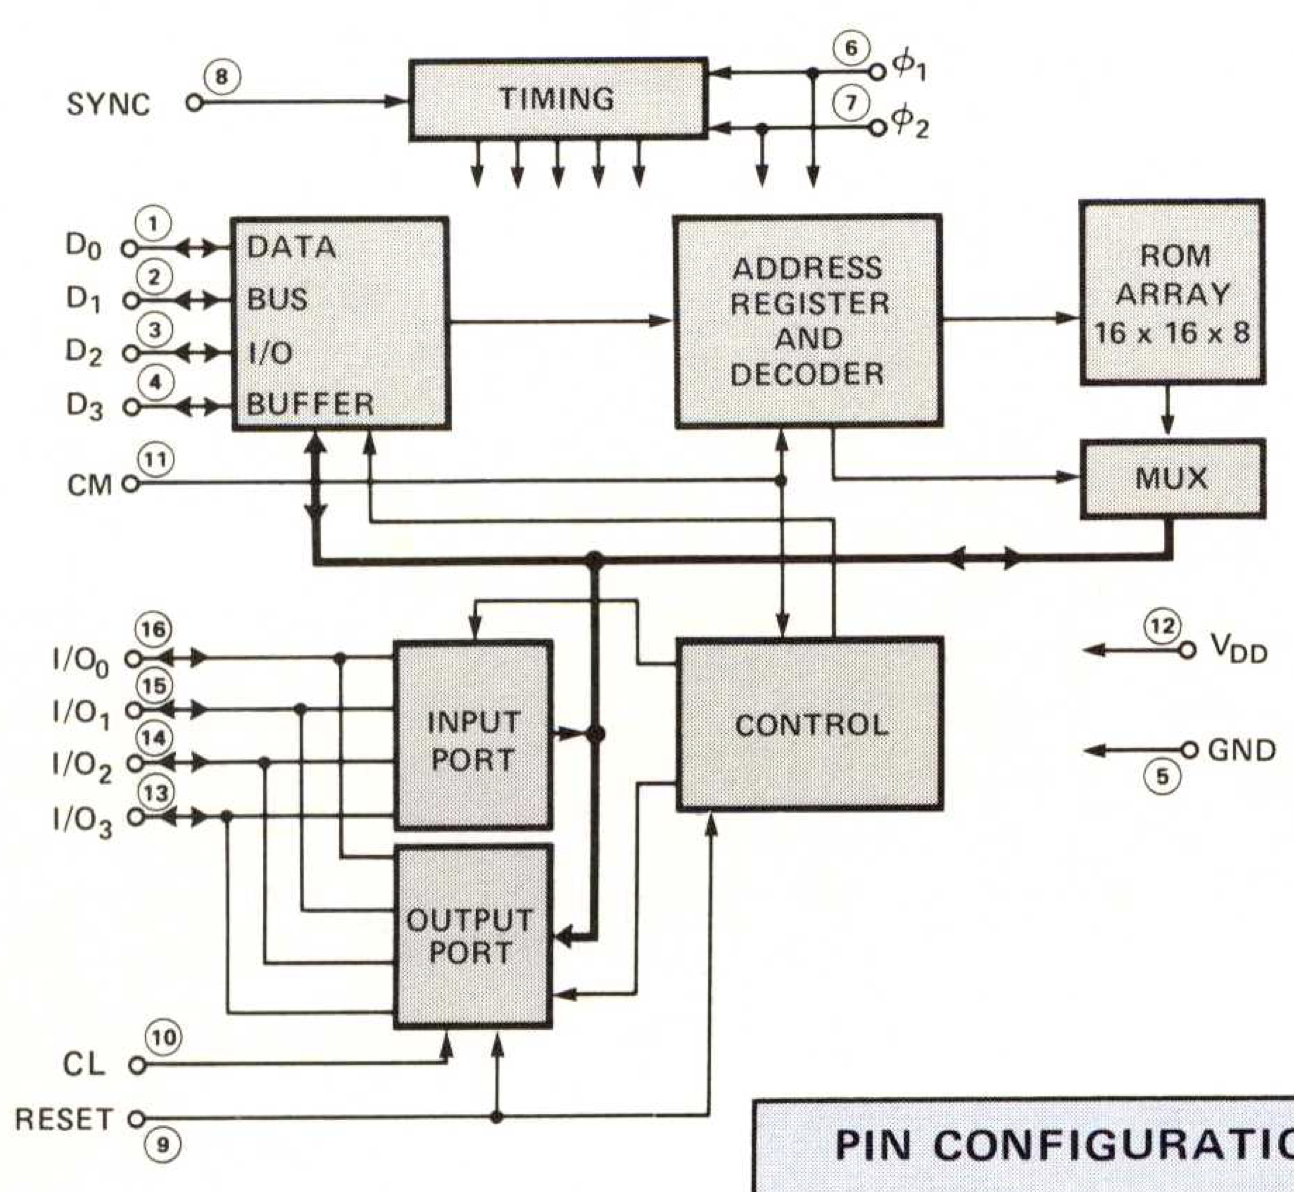 6
ϕ1
8
SYNC
TIMING
7
ϕ2
1
D0
DATA
2
D1
BUS
3
D2
I/O
4
D3
BUFFER
ADDRESS
REGISTER
AND
DECODER
ROM
ARRAY
16 x 16 x 8
11
CM
MUX
16
I/O0
15
I/O1
14
I/O2
13
I/O3
INPUT
PORT
CONTROL
12
VDD
GND
5
OUTPUT
PORT
10
CL
RESET
9
PIN CONFIGURATIO